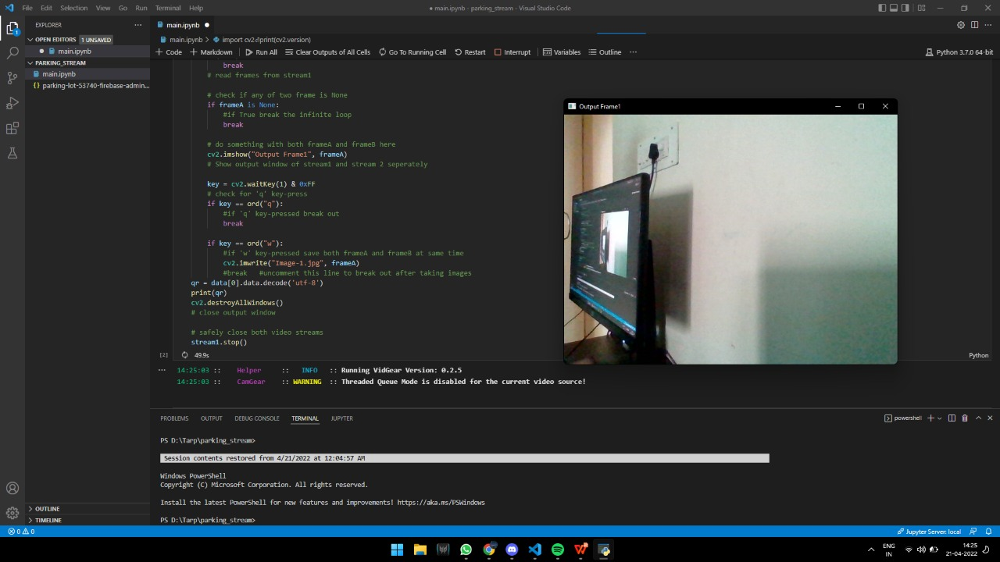 File Edit Selection View Go Run Terminal Help
● main.ipynb - parking_stream - Visual Studio Code
EXPLORER
OPEN EDITORS 1 UNSAVED
● main.ipynb
PARKING_STREAM
main.ipynb
{} parking-lot-53740-firebase-admin...
OUTLINE
TIMELINE
main.ipynb ●
main.ipynb > import cv2⏎print(cv2.version)
+ Code + Markdown Run All Clear Outputs of All Cells Go To Running Cell Restart Interrupt Variables Outline ...
Python 3.7.0 64-bit
break
# read frames from stream1
# check if any of two frame is None
if frameA is None:
#if True break the infinite loop
break
# do something with both frameA and frameB here
cv2.imshow("Output Frame1", frameA)
# Show output window of stream1 and stream 2 seperately
key = cv2.waitKey(1) & 0xFF
# check for 'q' key-press
if key == ord("q"):
#if 'q' key-pressed break out
break
if key == ord("w"):
#if 'w' key-pressed save both frameA and frameB at same time
cv2.imwrite("Image-1.jpg", frameA)
#break #uncomment this line to break out after taking images
qr = data[0].data.decode('utf-8')
print(qr)
cv2.destroyAllWindows()
# close output window
# safely close both video streams
stream1.stop()
[2] 49.9s
Python
Output Frame1
... 14:25:03 :: Helper :: INFO :: Running VidGear Version: 0.2.5
14:25:03 :: CamGear :: WARNING :: Threaded Queue Mode is disabled for the current video source!
PROBLEMS OUTPUT DEBUG CONSOLE TERMINAL JUPYTER
powershell
PS D:\Tarp\parking_stream>
Session contents restored from 4/21/2022 at 12:04:57 AM
Windows PowerShell
Copyright (C) Microsoft Corporation. All rights reserved.
Install the latest PowerShell for new features and improvements! https://aka.ms/PSWindows
PS D:\Tarp\parking_stream>
0 0
Jupyter Server: local
ENG
IN
14:25
21-04-2022